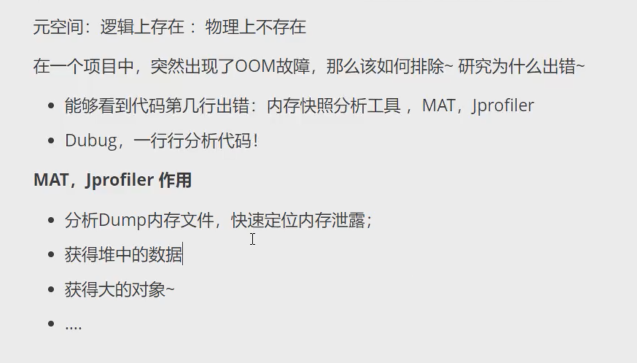 元空间：逻辑上存在 ：物理上不存在
在一个项目中，突然出现了OOM故障，那么该如何排除~ 研究为什么出错~
• 能够看到代码第几行出错：内存快照分析工具 ，MAT，Jprofiler
• Dubug，一行行分析代码！
MAT，Jprofiler 作用
• 分析Dump内存文件，快速定位内存泄露；
• 获得堆中的数据
• 获得大的对象~
• ....